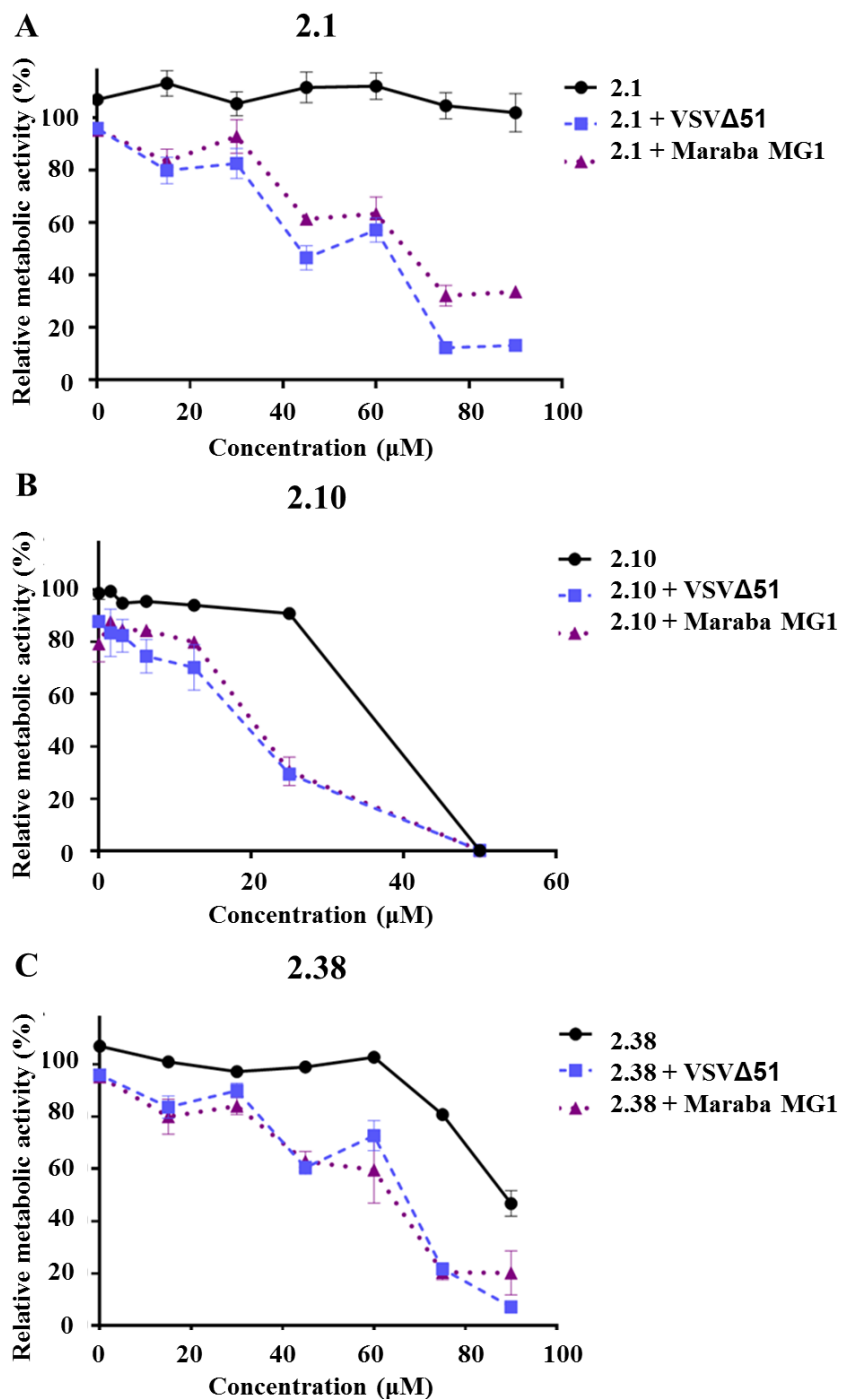 A
2.1
Relative metabolic activity (%)
100
80
60
40
20
0
0 20 40 60 80 100
Concentration (µM)
2.1
2.1 + VSVΔ51
2.1 + Maraba MG1
B
2.10
Relative metabolic activity (%)
100
80
60
40
20
0
0 20 40 60
Concentration (µM)
2.10
2.10 + VSVΔ51
2.10 + Maraba MG1
C
2.38
Relative metabolic activity (%)
100
80
60
40
20
0
0 20 40 60 80 100
Concentration (µM)
2.38
2.38 + VSVΔ51
2.38 + Maraba MG1